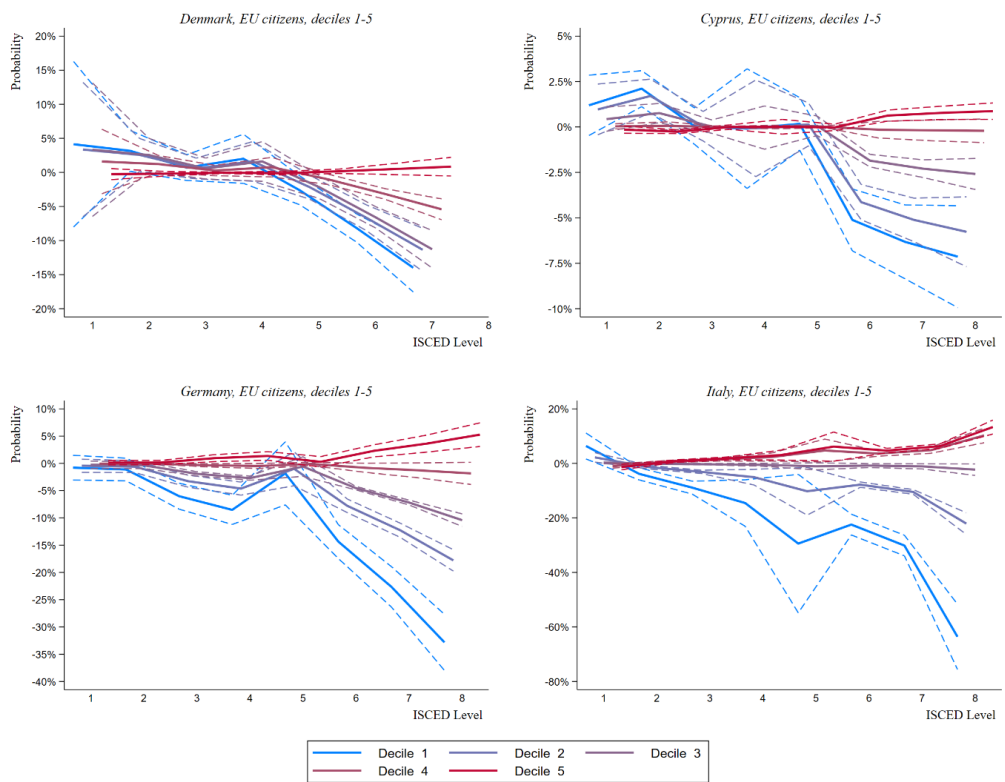 Denmark, EU citizens, deciles 1-5
Probability
20%
15%
10%
5%
0%
-5%
-10%
-15%
-20%
1 2 3 4 5 6 7 8
ISCED Level
Cyprus, EU citizens, deciles 1-5
Probability
5%
2.5%
0%
-2.5%
-5%
-7.5%
-10%
1 2 3 4 5 6 7 8
ISCED Level
Germany, EU citizens, deciles 1-5
Probability
10%
5%
0%
-5%
-10%
-15%
-20%
-25%
-30%
-35%
-40%
1 2 3 4 5 6 7 8
ISCED Level
Italy, EU citizens, deciles 1-5
Probability
20%
0%
-20%
-40%
-60%
-80%
1 2 3 4 5 6 7 8
ISCED Level
Decile 1 Decile 2 Decile 3
Decile 4 Decile 5